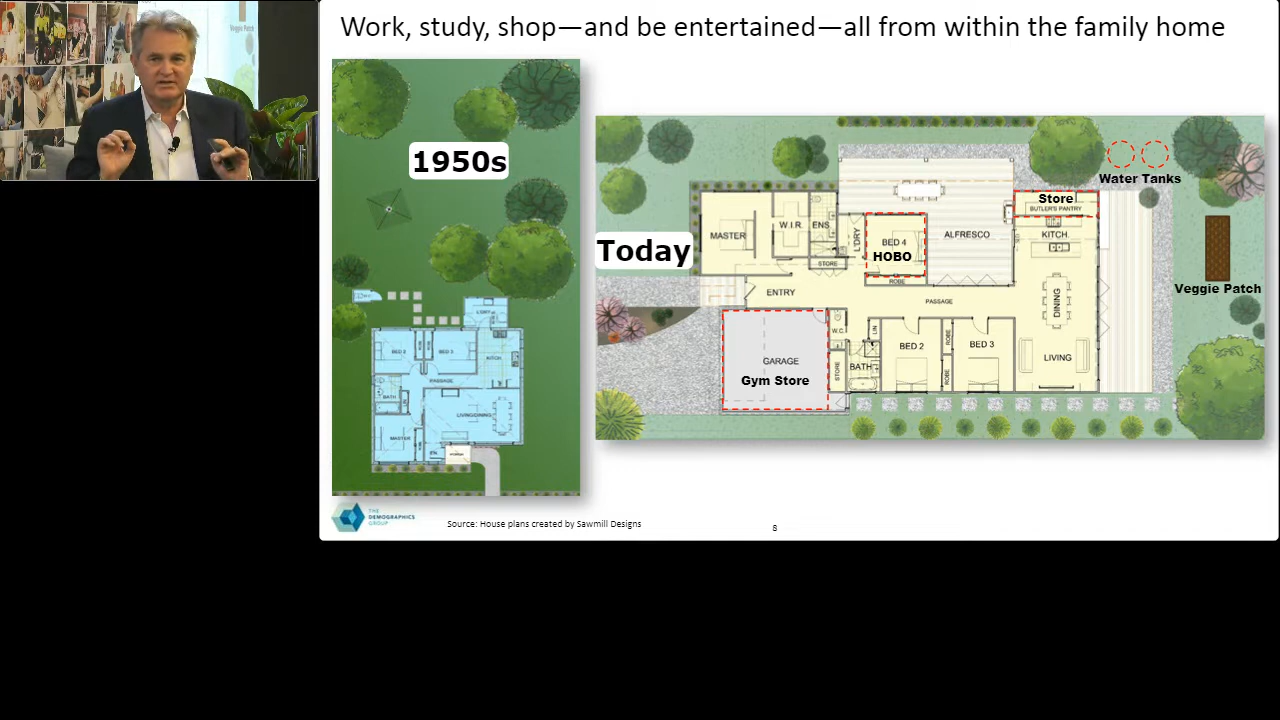 Work, study, shop—and be entertained—all from within the family home
Veggie Patch
1950s
L'DRY
BED 2
BED 3
KITCH.
PASSAGE
BATH
LIVING/DINING
MASTER
Today
Water Tanks
Store
BUTLER'S PANTRY
MASTER
W.I.R.
ENS
L'DRY
BED 4
HOBO
ALFRESCO
KITCH.
STORE
ROBE
Veggie Patch
ENTRY
PASSAGE
DINING
W.C.
LIN
BED 2
ROBE
BED 3
LIVING
GARAGE
Gym Store
STORE
BATH
ROBE
THE
DEMOGRAPHICS
GROUP
Source: House plans created by Sawmill Designs
8